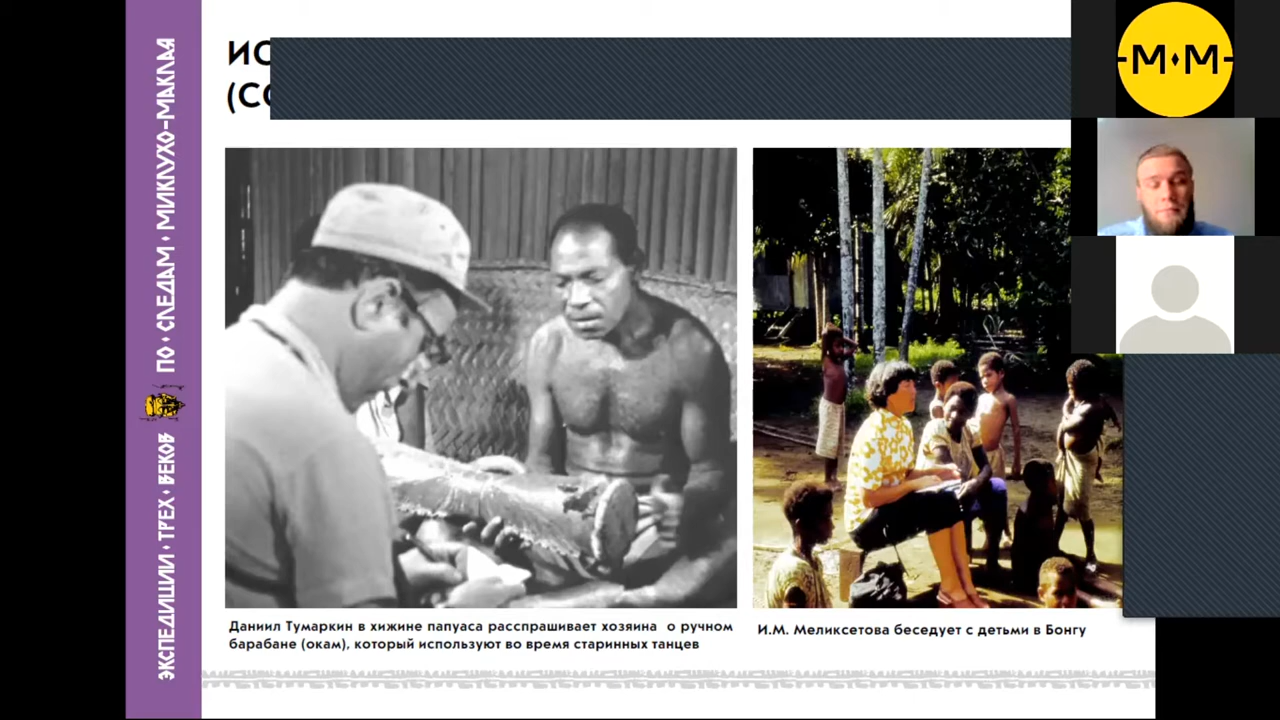 ЭКСПЕДИЦИИ • ТРЕХ • ВЕКОВ
ПО • СЛЕДАМ • МИКЛУХО-МАКЛАЯ
Даниил Тумаркин в хижине папуаса расспрашивает хозяина о ручном
барабане (окам), который используют во время старинных танцев
И.М. Меликсетова беседует с детьми в Бонгу
-М•М-